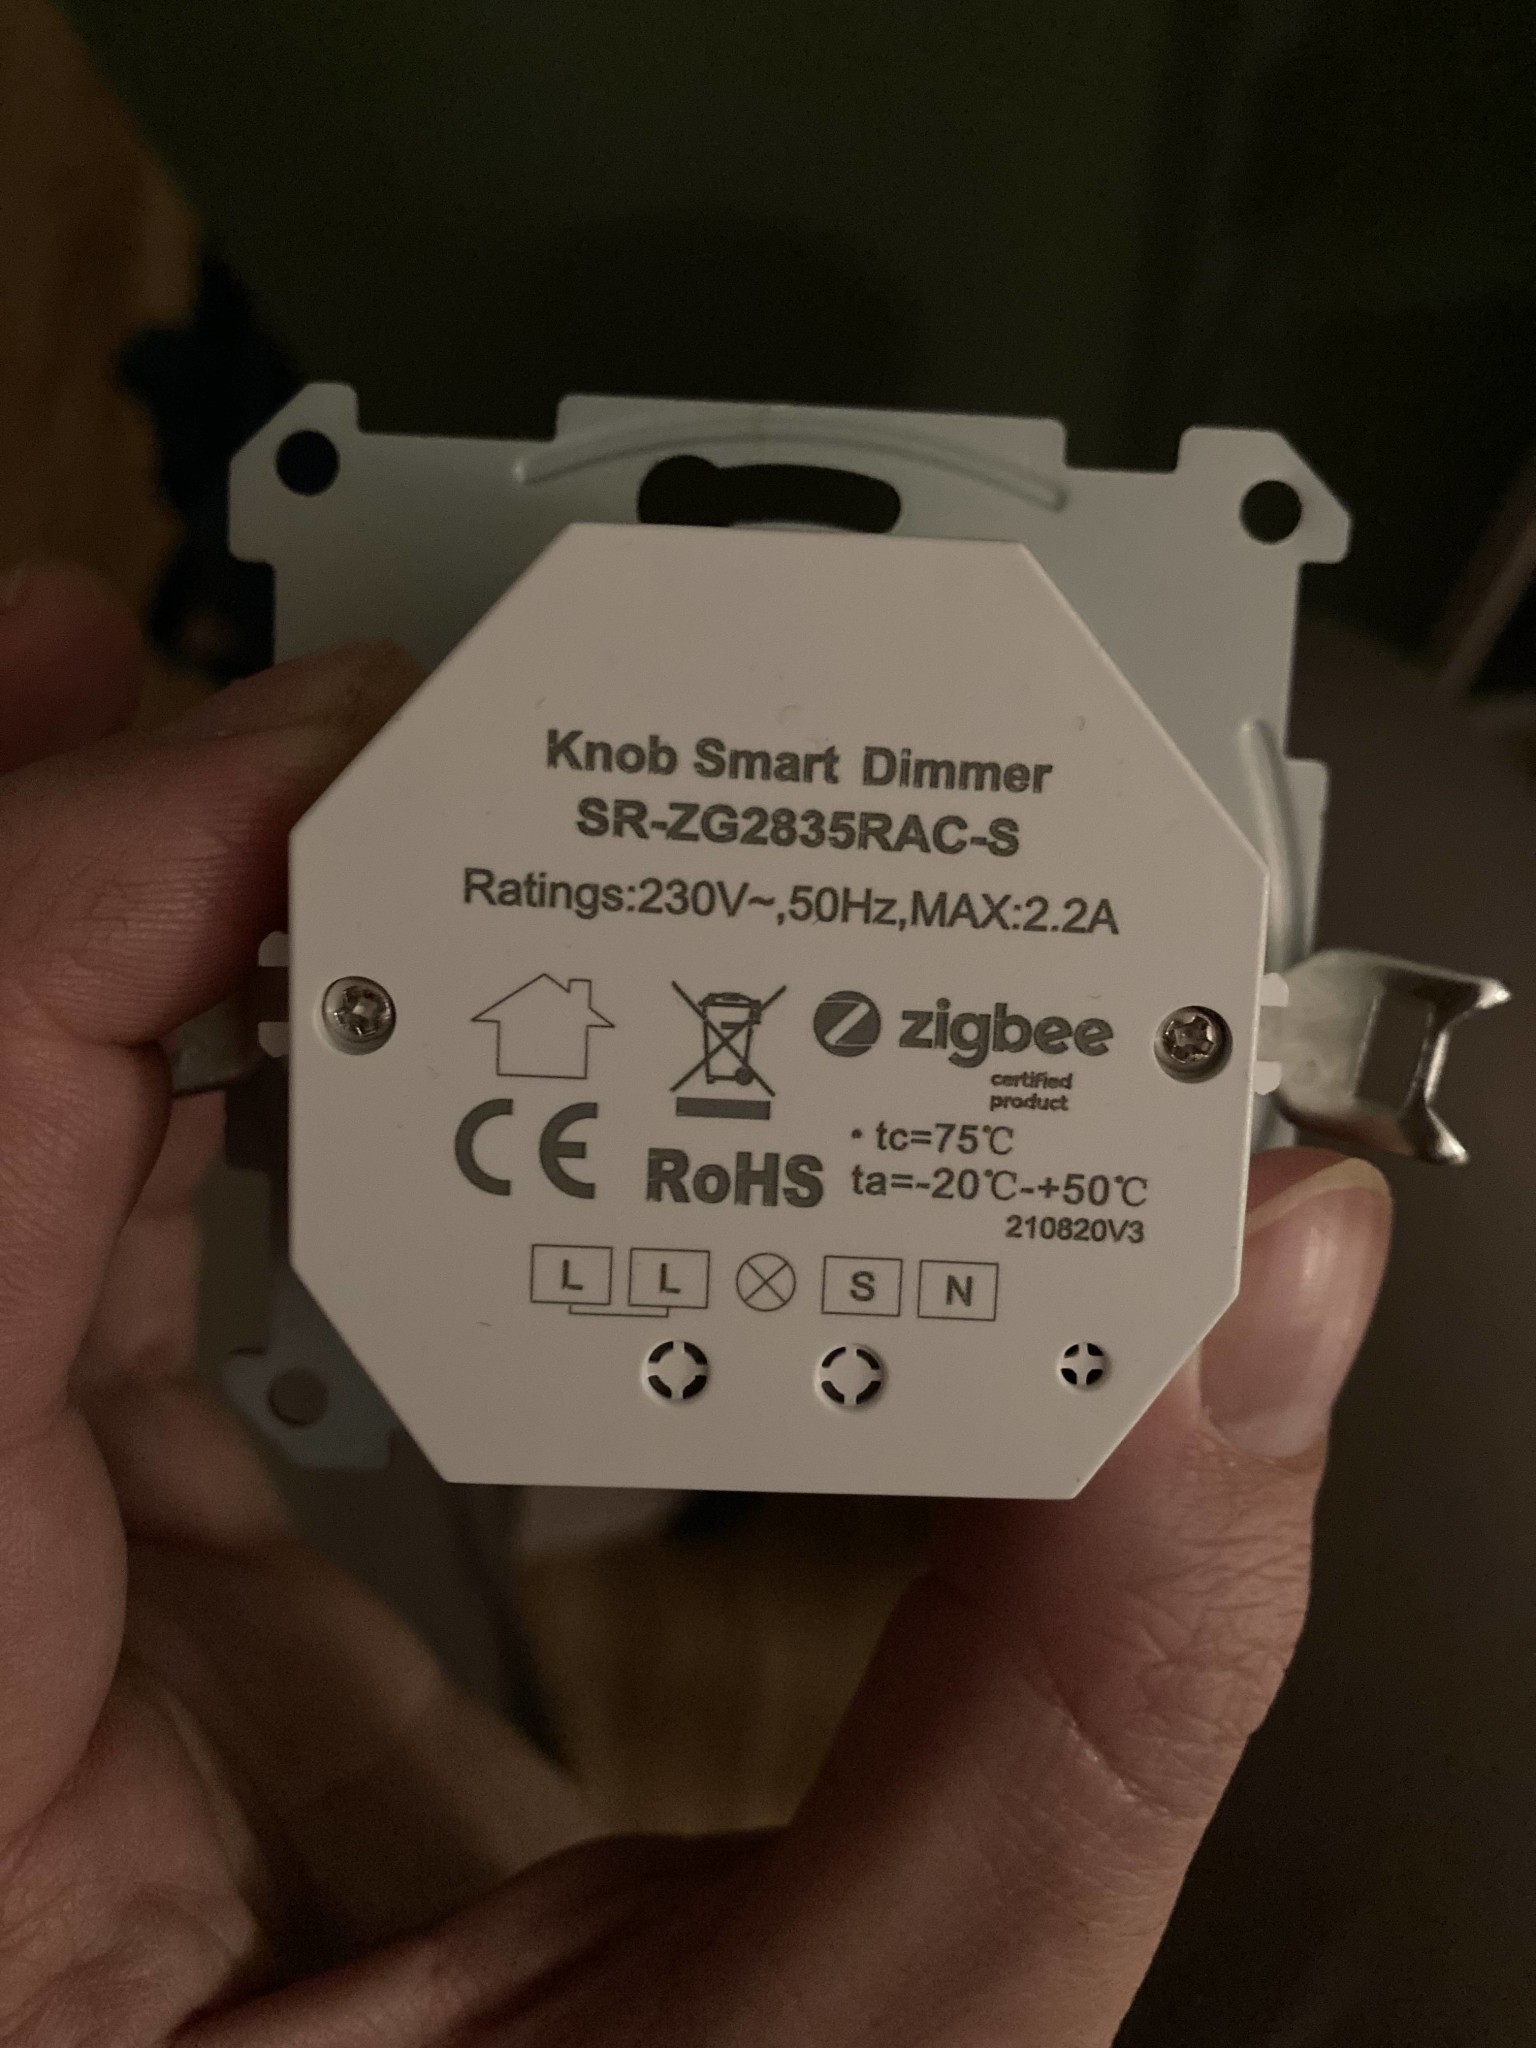 Knob Smart Dimmer
SR-ZG2835RAC-S
Ratings:230V~,50Hz,MAX:2.2A
zigbee
certified
product
CE
RoHS
• tc=75℃
ta=-20℃-+50℃
210820V3
L L S N